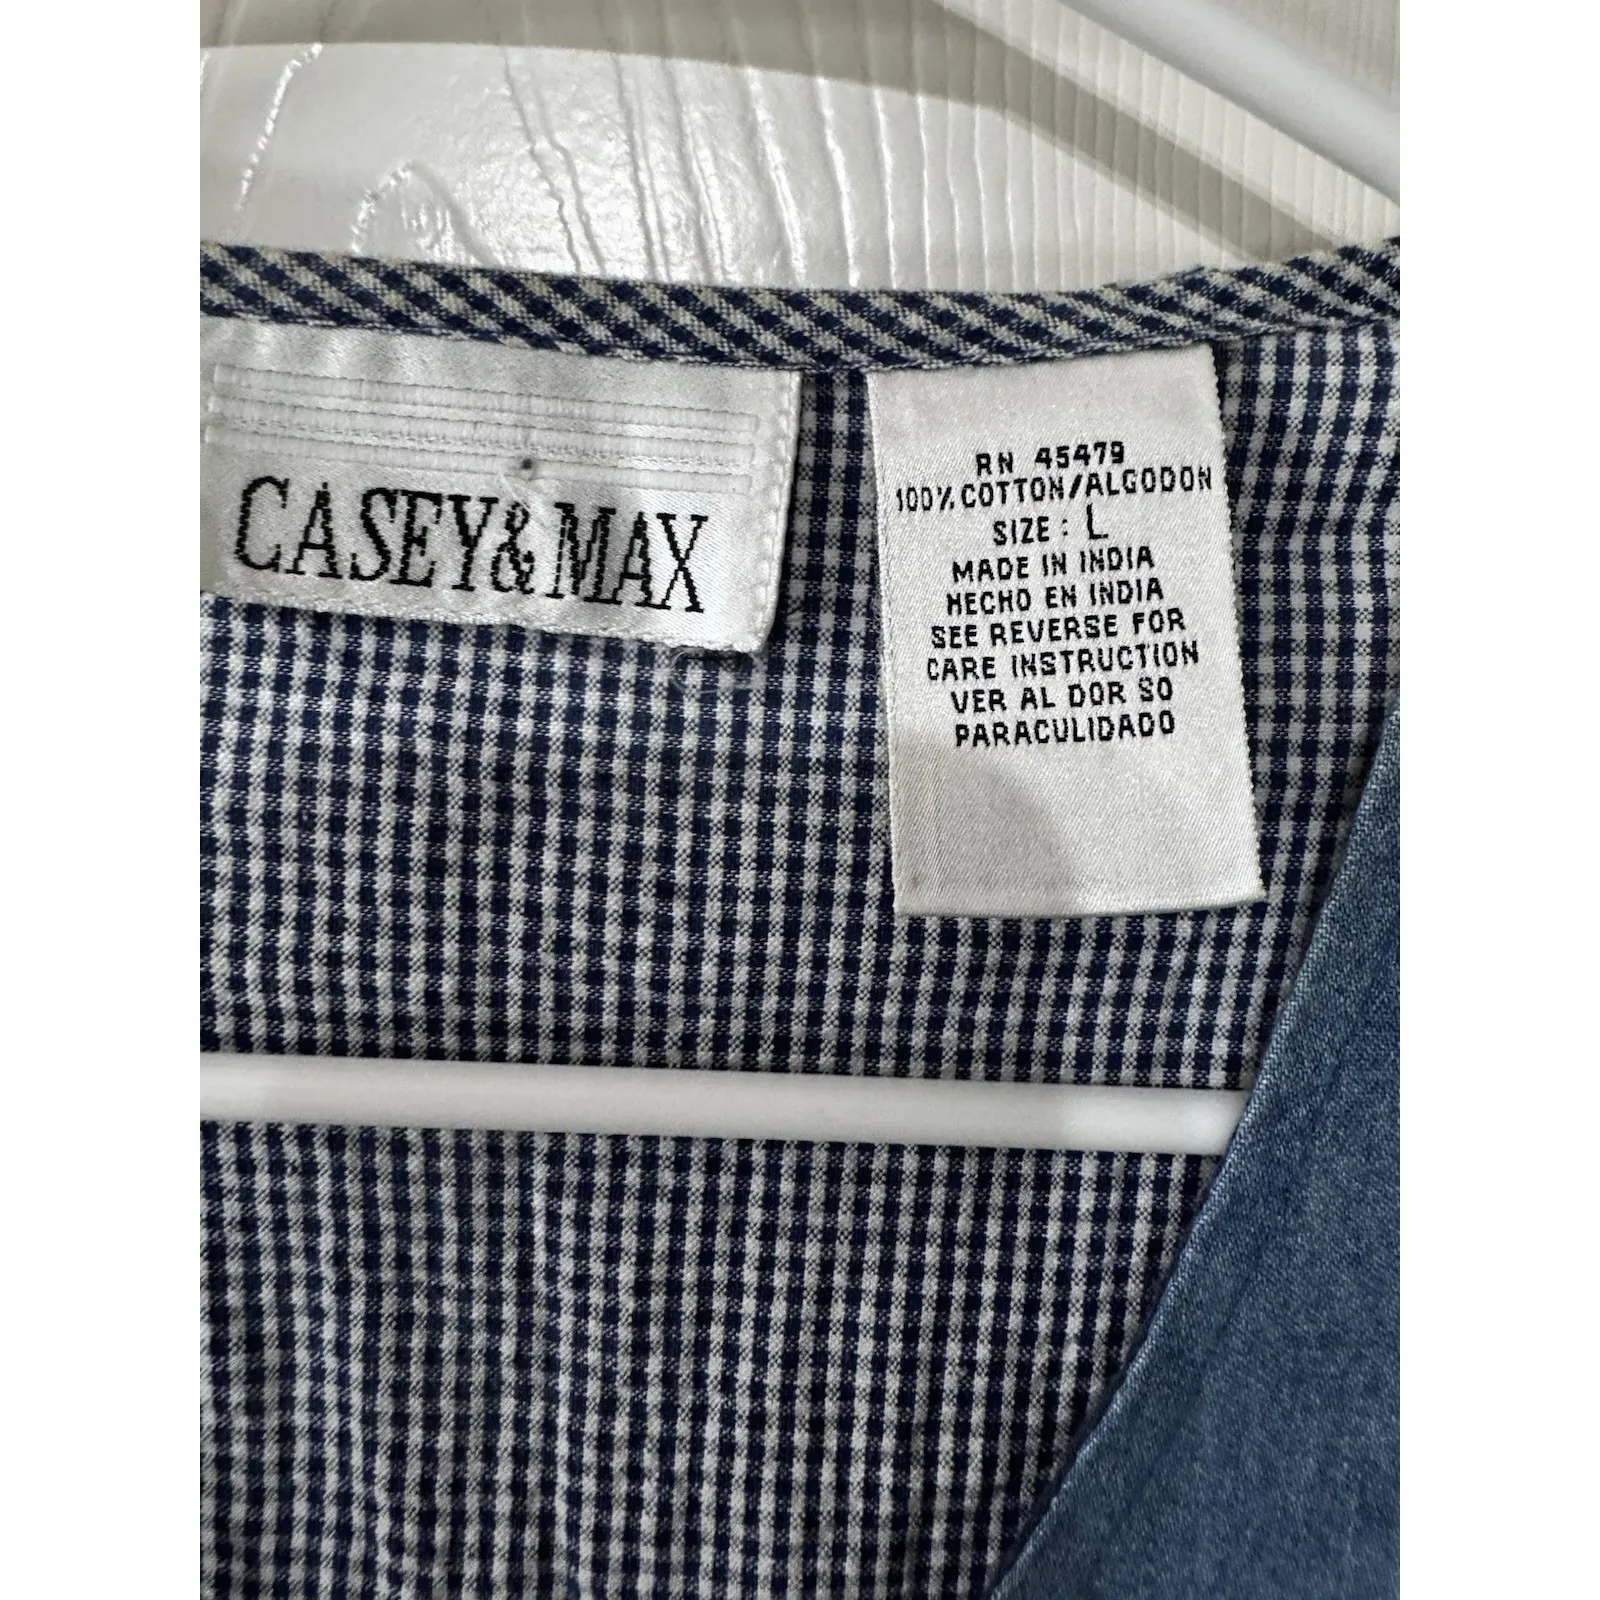 CASEY & MAX
RN 45479
100% COTTON/ALGODON
SIZE : L
MADE IN INDIA
HECHO EN INDIA
SEE REVERSE FOR
CARE INSTRUCTION
VER AL DOR SO
PARACULIDADO